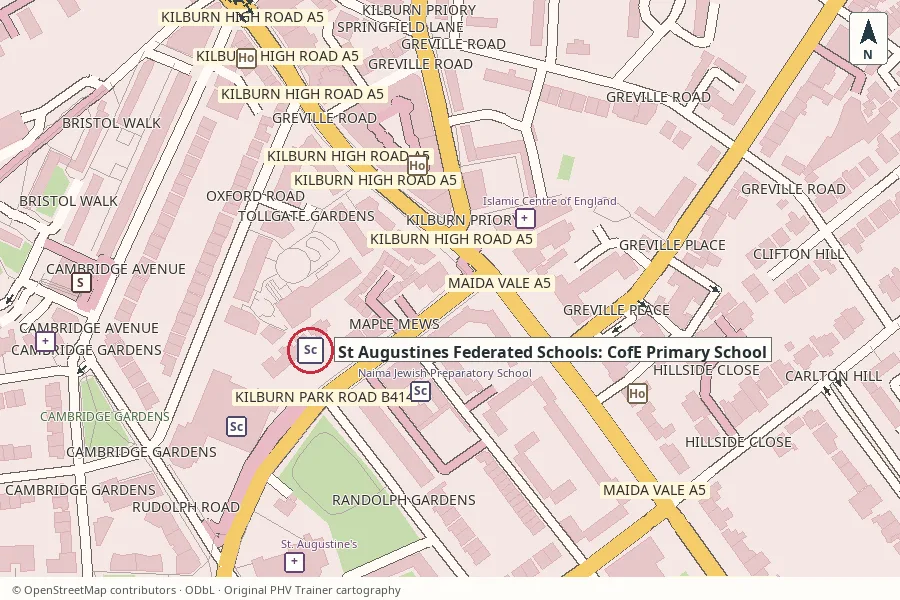 KILBURN PRIORY
KILBURN HIGH ROAD A5
SPRINGFIELD LANE
GREVILLE ROAD
KILBU
Ho
HIGH ROAD A5
GREVILLE ROAD
N
KILBURN HIGH ROAD A5
GREVILLE ROAD
GREVILLE ROAD
BRISTOL WALK
KILBURN HIGH ROAD A5
Ho
KILBURN HIGH ROAD A5
GREVILLE ROAD
OXFORD ROAD
BRISTOL WALK
Islamic Centre of England
TOLLGATE GARDENS
KILBURN PRIORY
+
KILBURN HIGH ROAD A5
GREVILLE PLACE
CLIFTON HILL
CAMBRIDGE AVENUE
S
MAIDA VALE A5
GREVILLE PLACE
MAPLE MEWS
CAMBRIDGE AVENUE
+
CAMBRIDGE GARDENS
Sc
St Augustines Federated Schools: CofE Primary School
HILLSIDE CLOSE
Naima Jewish Preparatory School
CARLTON HILL
Sc
Ho
KILBURN PARK ROAD B414
CAMBRIDGE GARDENS
Sc
HILLSIDE CLOSE
CAMBRIDGE GARDENS
CAMBRIDGE GARDENS
MAIDA VALE A5
RANDOLPH GARDENS
RUDOLPH ROAD
St. Augustine's
+
© OpenStreetMap contributors · ODbL · Original PHV Trainer cartography